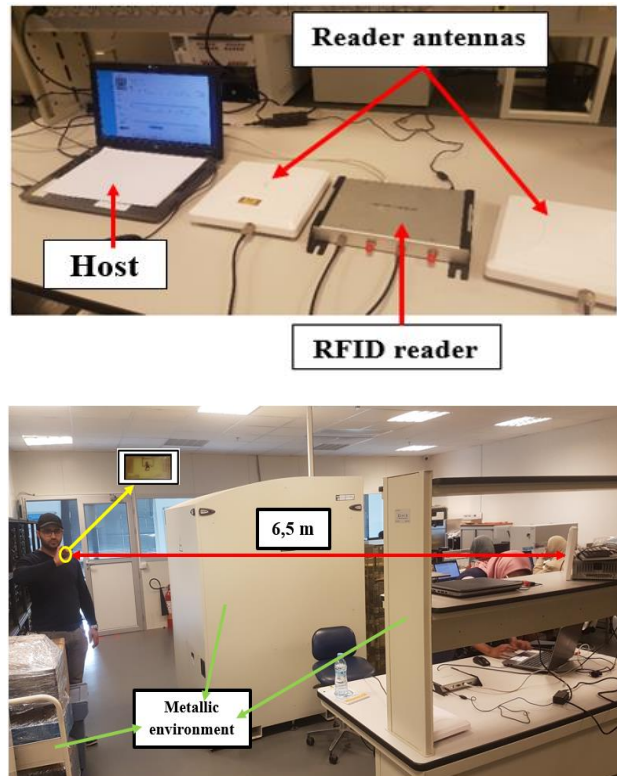 Reader antennas
Host
RFID reader
6,5 m
Metallic
environment